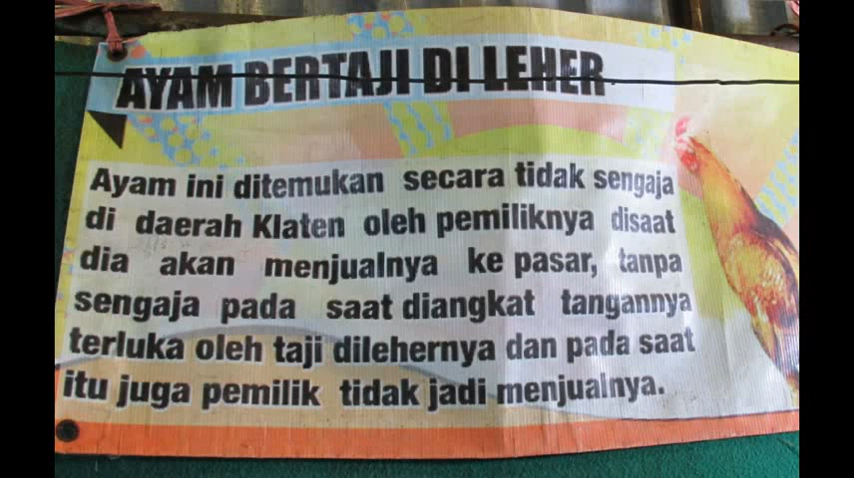 AYAM BERTAJI DI LEHER
Ayam ini ditemukan secara tidak sengaja
di daerah Klaten oleh pemiliknya disaat
dia akan menjualnya ke pasar, tanpa
sengaja pada saat diangkat tangannya
terluka oleh taji dilehernya dan pada saat
itu juga pemilik tidak jadi menjualnya.